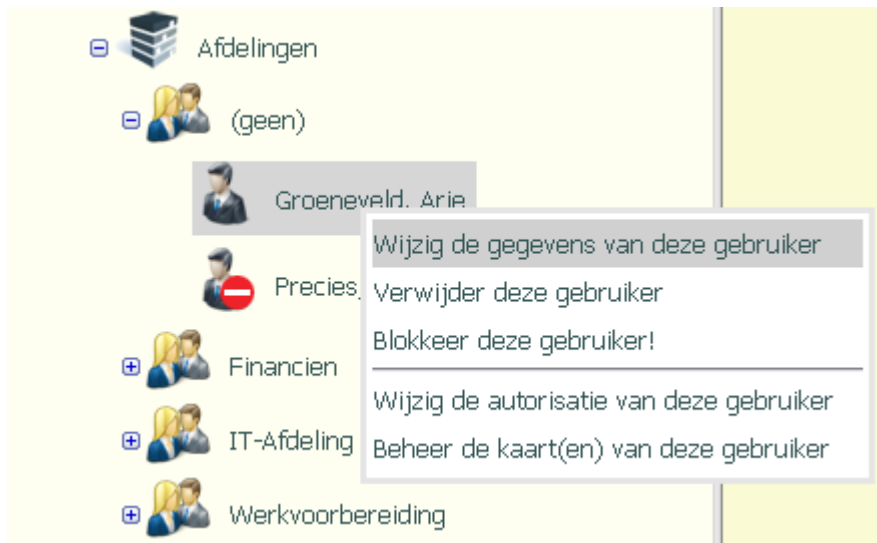 Afdelingen
(geen)
Groeneveld, Arie
Wijzig de gegevens van deze gebruiker
Precies,
Verwijder deze gebruiker
Blokkeer deze gebruiker!
Financien
Wijzig de autorisatie van deze gebruiker
IT-Afdeling
Beheer de kaart(en) van deze gebruiker
Werkvoorbereiding